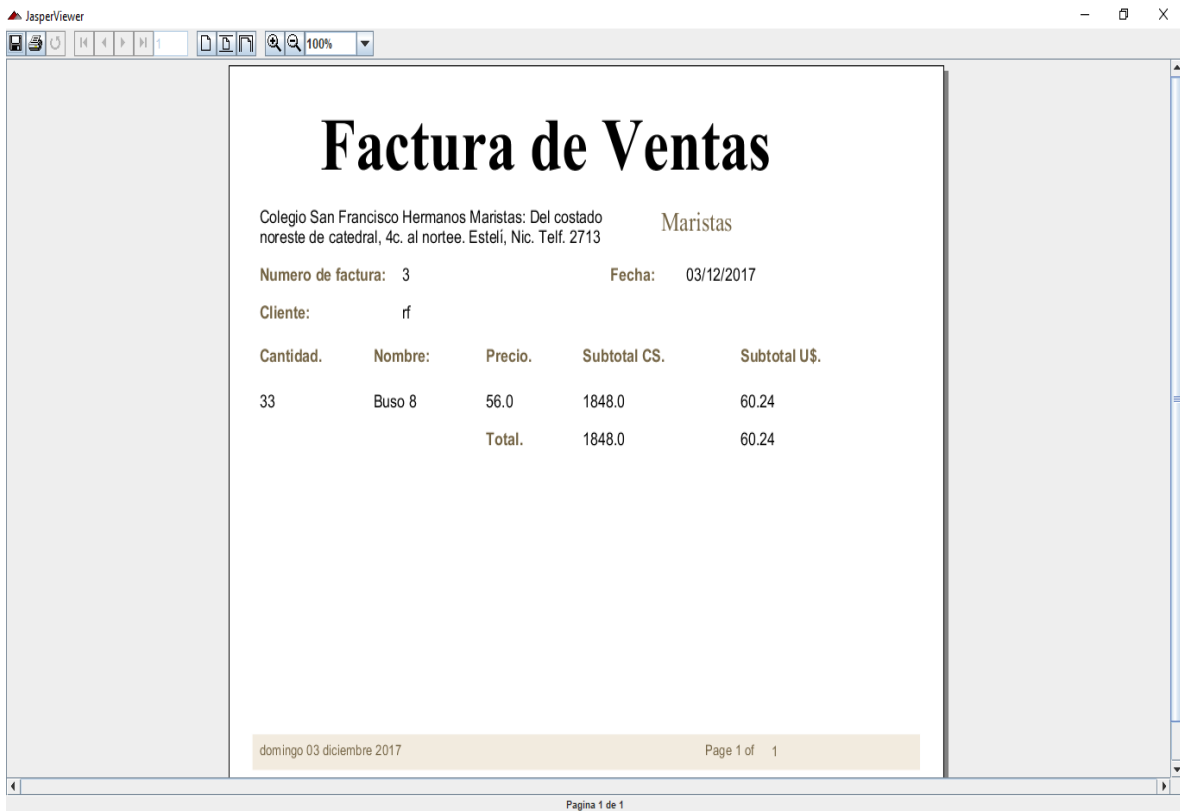 JasperViewer
1
100%
Factura de Ventas
Colegio San Francisco Hermanos Maristas: Del costado
noreste de catedral, 4c. al nortee. Estelí, Nic. Telf. 2713
Maristas
Numero de factura: 3 Fecha: 03/12/2017
Cliente: rf
Cantidad. Nombre: Precio. Subtotal CS. Subtotal U$.
33 Buso 8 56.0 1848.0 60.24
Total. 1848.0 60.24
domingo 03 diciembre 2017 Page 1 of 1
Pagina 1 de 1